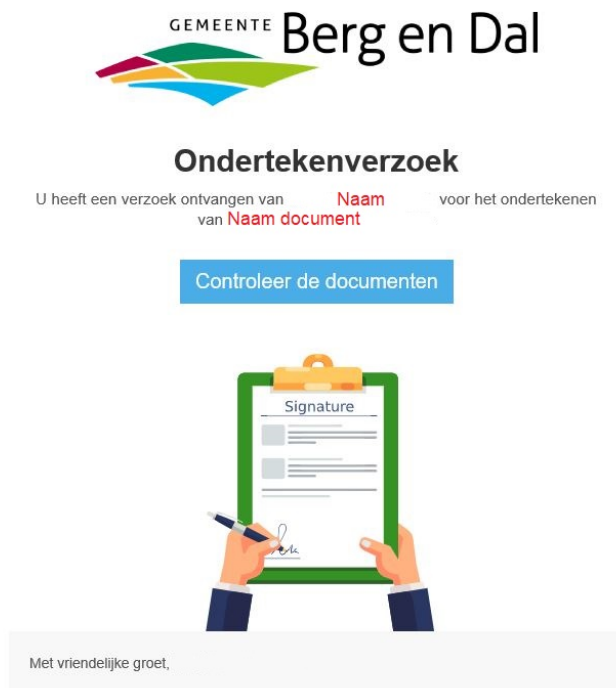 GEMEENTE Berg en Dal
Ondertekenverzoek
U heeft een verzoek ontvangen van Naam voor het ondertekenen
van Naam document
Controleer de documenten
Signature
Met vriendelijke groet,